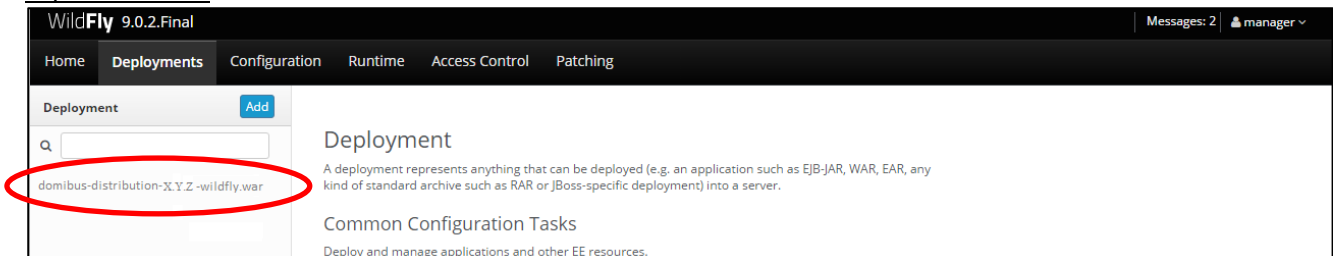 WildFly 9.0.2.Final
Messages: 2 manager
Home Deployments Configuration Runtime Access Control Patching
Deployment Add
domibus-distribution-X.Y.Z -wildfly.war
Deployment
A deployment represents anything that can be deployed (e.g. an application such as EJB-JAR, WAR, EAR, any
kind of standard archive such as RAR or JBoss-specific deployment) into a server.
Common Configuration Tasks
Deploy and manage applications and other EE resources.